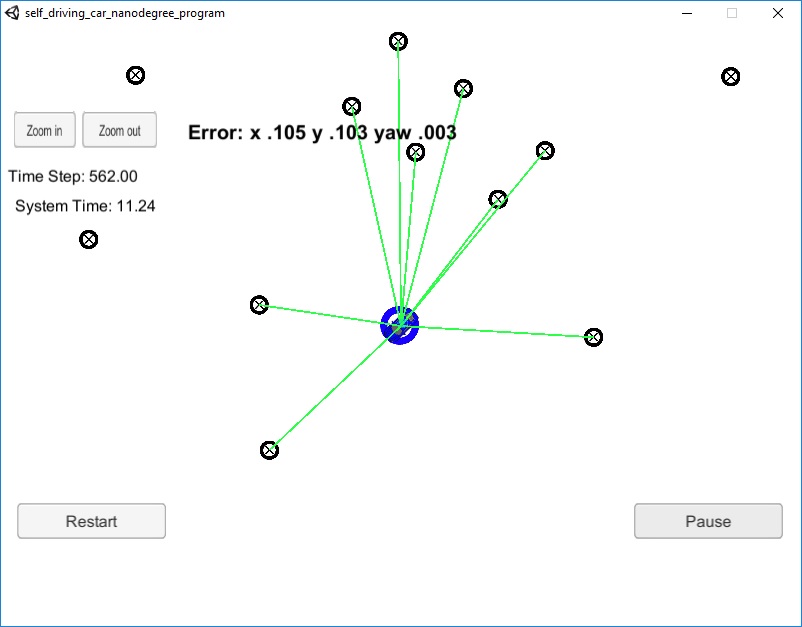 self_driving_car_nanodegree_program
Zoom in
Zoom out
Error: x .105 y .103 yaw .003
Time Step: 562.00
System Time: 11.24
Restart
Pause